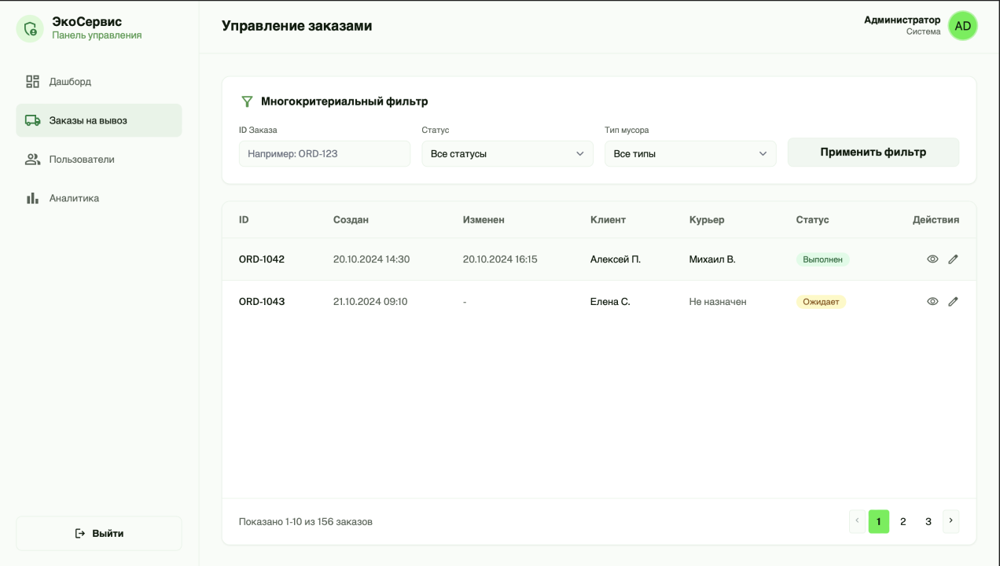 ЭкоСервис
Панель управления
Дашборд
Заказы на вывоз
Пользователи
Аналитика
Выйти
Управление заказами
Администратор
Система
AD
Многокритериальный фильтр
ID Заказа
Статус
Тип мусора
Например: ORD-123
Все статусы
Все типы
Применить фильтр
ID Создан Изменен Клиент Курьер Статус Действия
ORD-1042 20.10.2024 14:30 20.10.2024 16:15 Алексей П. Михаил В. Выполнен
ORD-1043 21.10.2024 09:10 - Елена С. Не назначен Ожидает
Показано 1-10 из 156 заказов
‹ 1 2 3 ›